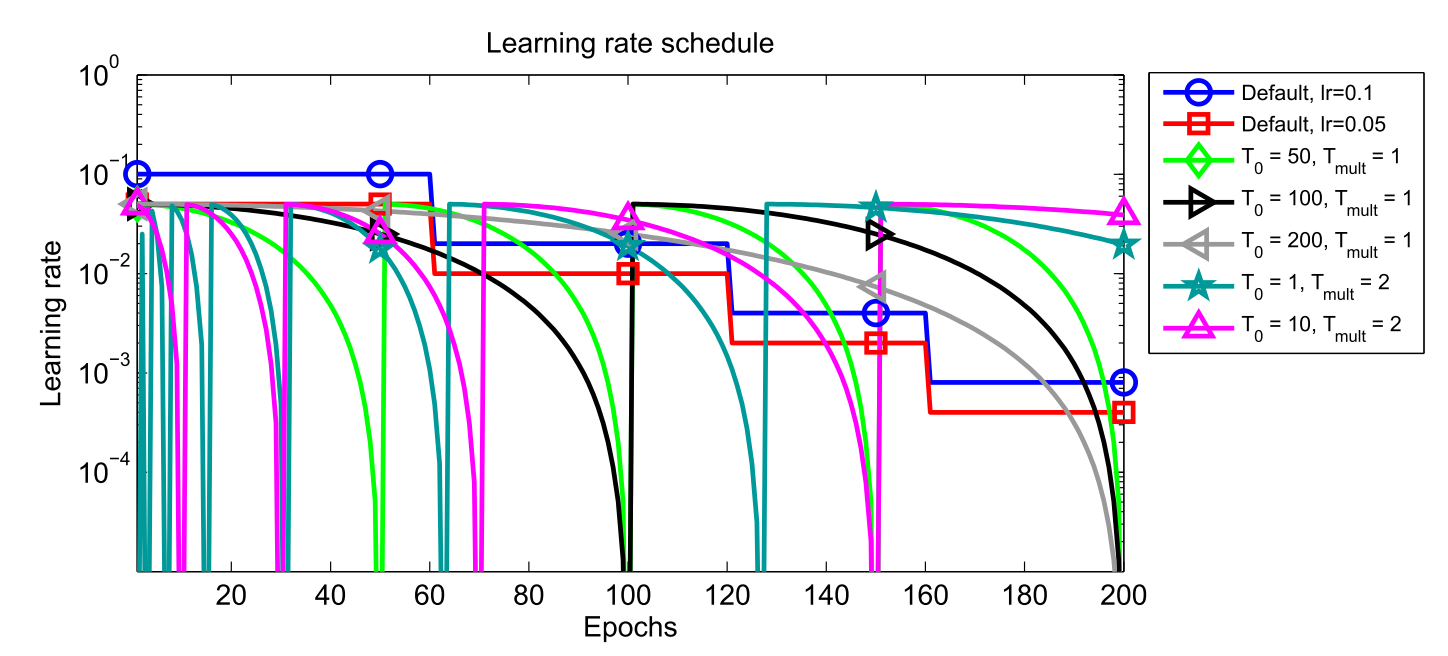 Learning rate schedule
Learning rate
10^0
10^−1
10^−2
10^−3
10^−4
20 40 60 80 100 120 140 160 180 200
Epochs
Default, lr=0.1
Default, lr=0.05
T_0 = 50, T_mult = 1
T_0 = 100, T_mult = 1
T_0 = 200, T_mult = 1
T_0 = 1, T_mult = 2
T_0 = 10, T_mult = 2